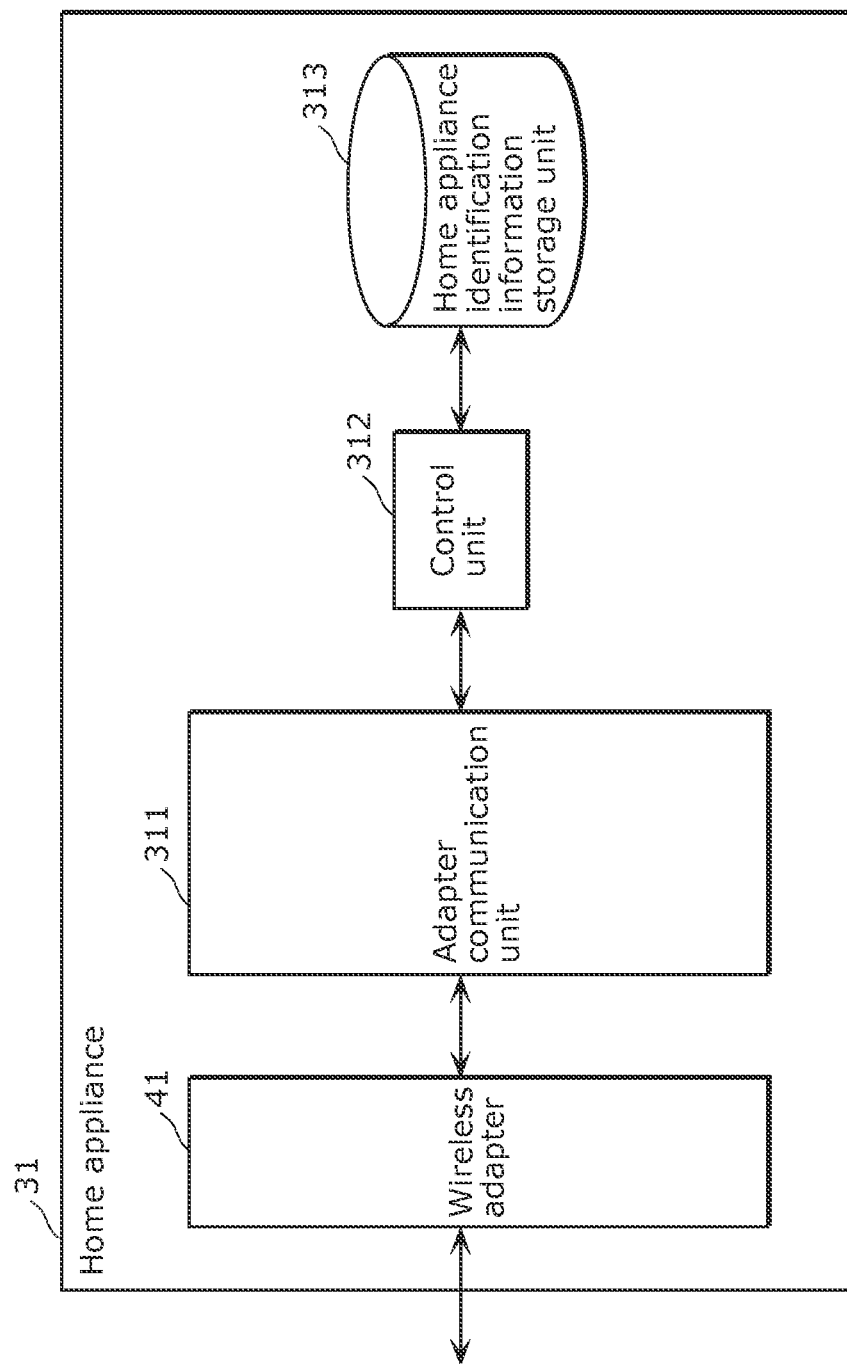 31
Home appliance
41
Wireless
adapter
311
Adapter
communication
unit
312
Control
unit
313
Home appliance
identification
information
storage unit